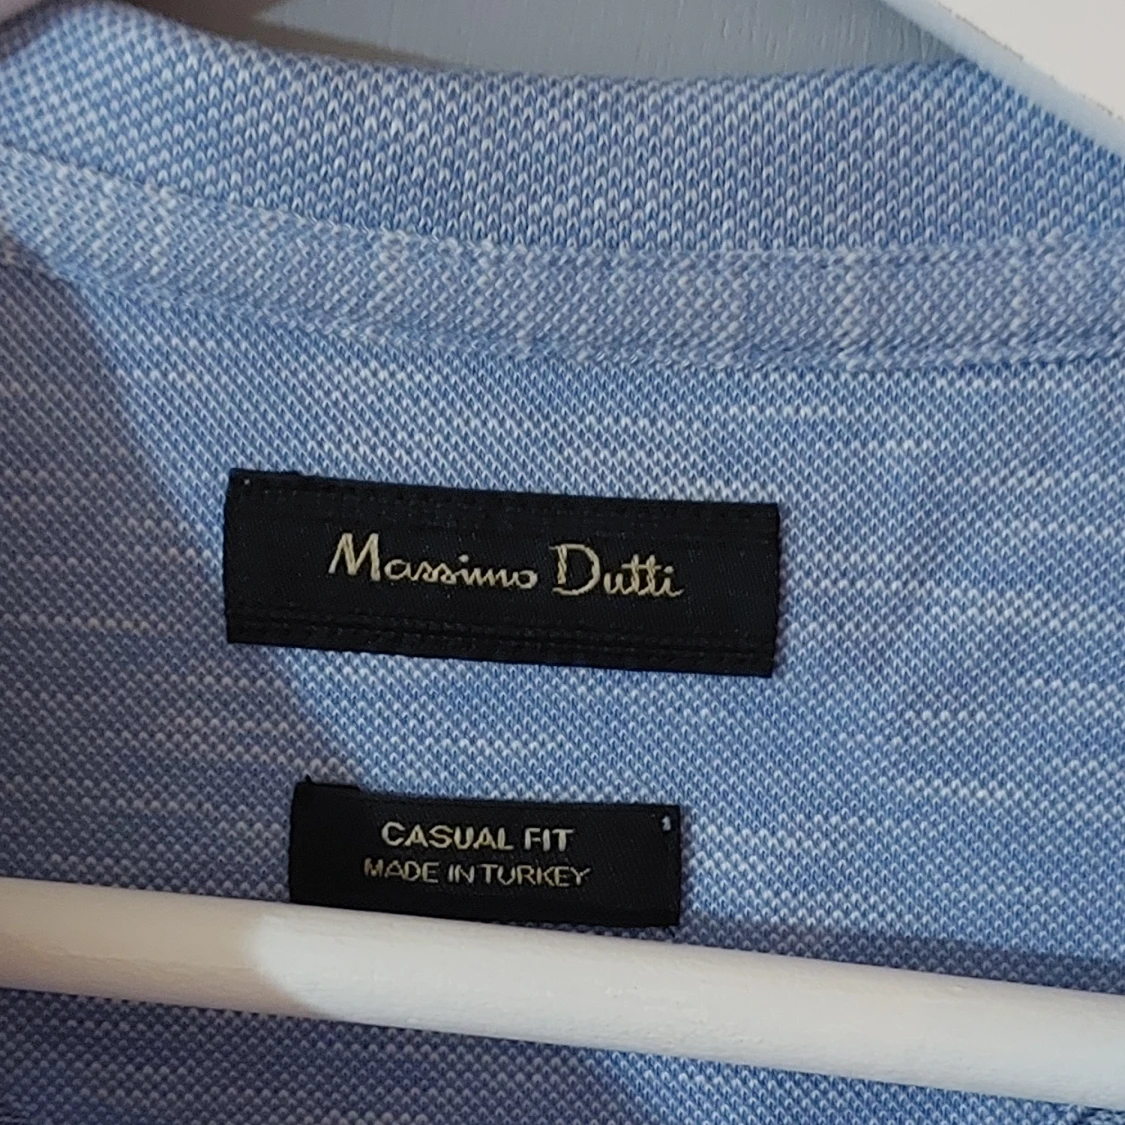 Massimo Dutti
CASUAL FIT
MADE IN TURKEY